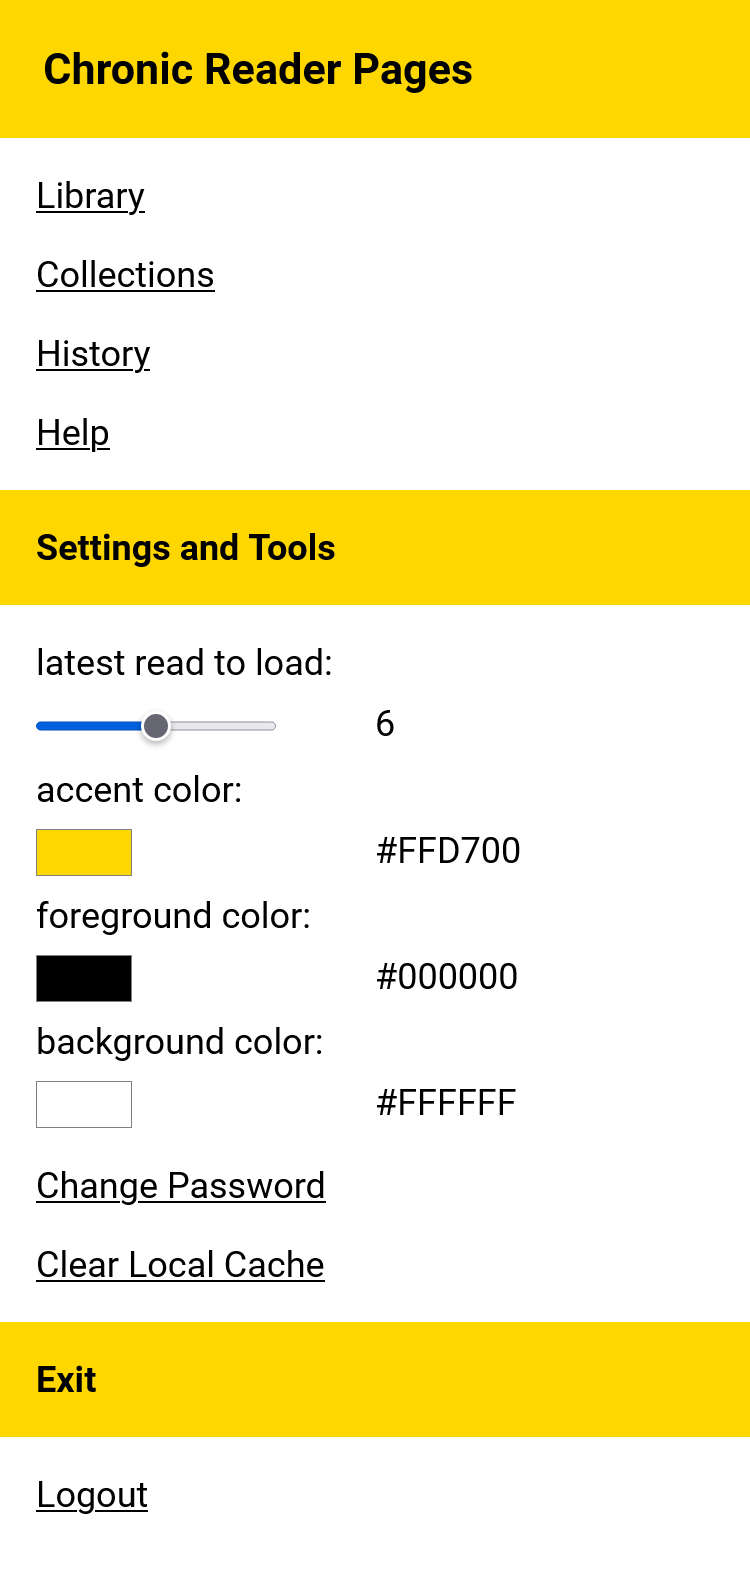 Chronic Reader Pages
Library
Collections
History
Help
Settings and Tools
latest read to load:
6
accent color:
#FFD700
foreground color:
#000000
background color:
#FFFFFF
Change Password
Clear Local Cache
Exit
Logout